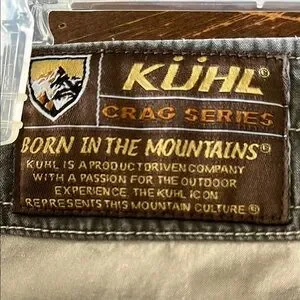 KÜHL®
CRAG SERIES
BORN IN THE MOUNTAINS®
KUHL IS A PRODUCT DRIVEN COMPANY
WITH A PASSION FOR THE OUTDOOR
EXPERIENCE. THE KUHL ICON
REPRESENTS THIS MOUNTAIN CULTURE®